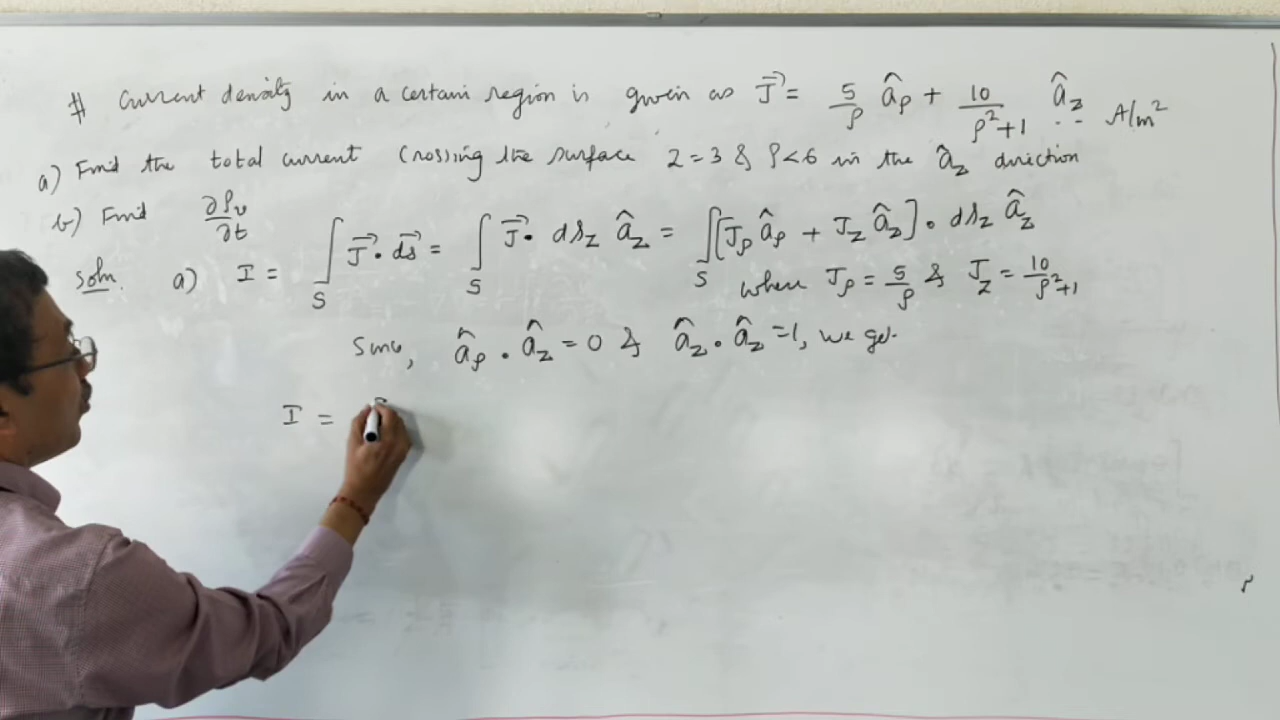 # Current density in a certain region is given as J⃗ = 5/ρ âρ + 10/(ρ²+1) âz A/m²
a) Find the total current crossing the surface z=3 & ρ<6 in the âz direction
b) Find ∂ρv/∂t
Soln. a) I = ∫S J⃗ • ds⃗ = ∫S J⃗ • dsz âz = ∫S [Jρ âρ + Jz âz] • dsz âz
where Jρ = 5/ρ & Jz = 10/ρ²+1
Since, âρ • âz = 0 & âz • âz = 1, we get
I =